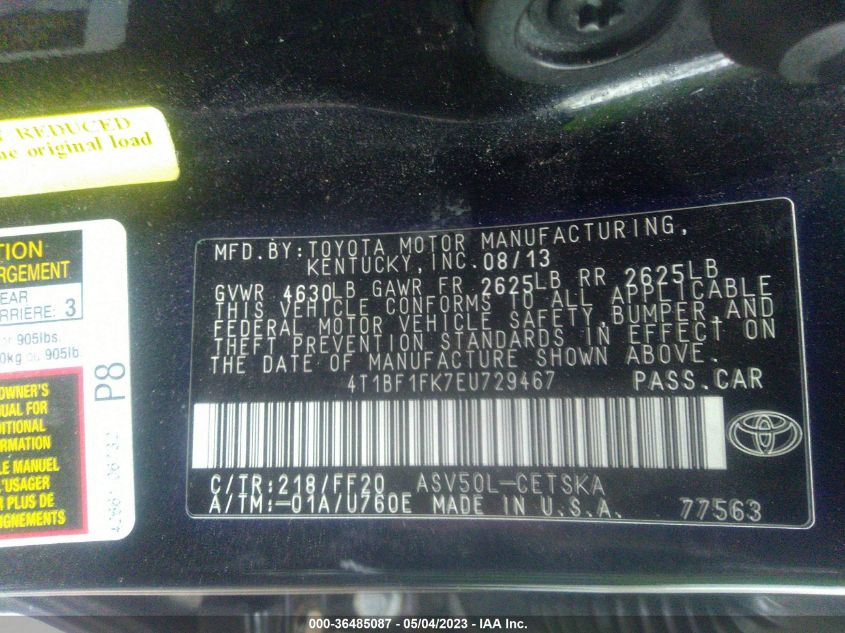 REDUCED
original load
TION
RGEMENT
EAR
RRIERE: 3
905lbs.
0kg ou 905lb.
P8
OWNER'S
UAL FOR
DITIONAL
RMATION
LE MANUEL
L'USAGER
PLUS DE
GNEMENTS
MFD.BY:TOYOTA MOTOR MANUFACTURING,
KENTUCKY, INC. 08/13
GVWR 4630LB GAWR FR 2625LB RR 2625LB
THIS VEHICLE CONFORMS TO ALL APPLICABLE
FEDERAL MOTOR VEHICLE SAFETY, BUMPER, AND
THEFT PREVENTION STANDARDS IN EFFECT ON
THE DATE OF MANUFACTURE SHOWN ABOVE.
4T1BF1FK7EU729467 PASS.CAR
C/TR:218/FF20 ASV50L-CETSKA
A/TM:-01A/U760E MADE IN U.S.A. 77563
000-36485087 - 05/04/2023 - IAA Inc.